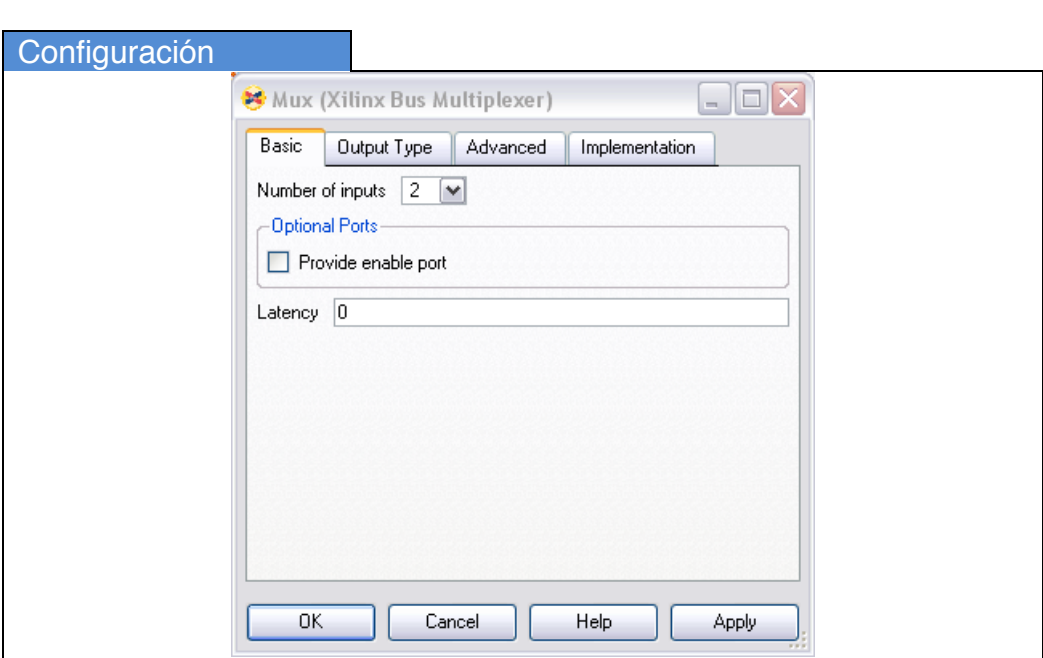 Configuración
Mux (Xilinx Bus Multiplexer)
Basic Output Type Advanced Implementation
Number of inputs 2
Optional Ports
Provide enable port
Latency 0
OK Cancel Help Apply